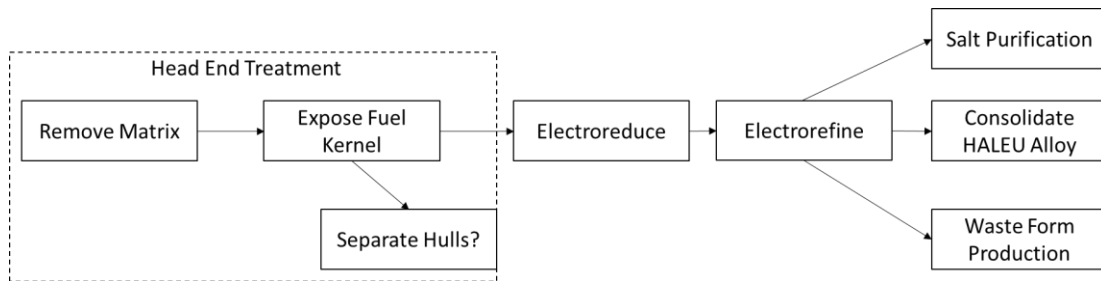 Head End Treatment
Remove Matrix
Expose Fuel
Kernel
Separate Hulls?
Electroreduce
Electrorefine
Salt Purification
Consolidate
HALEU Alloy
Waste Form
Production